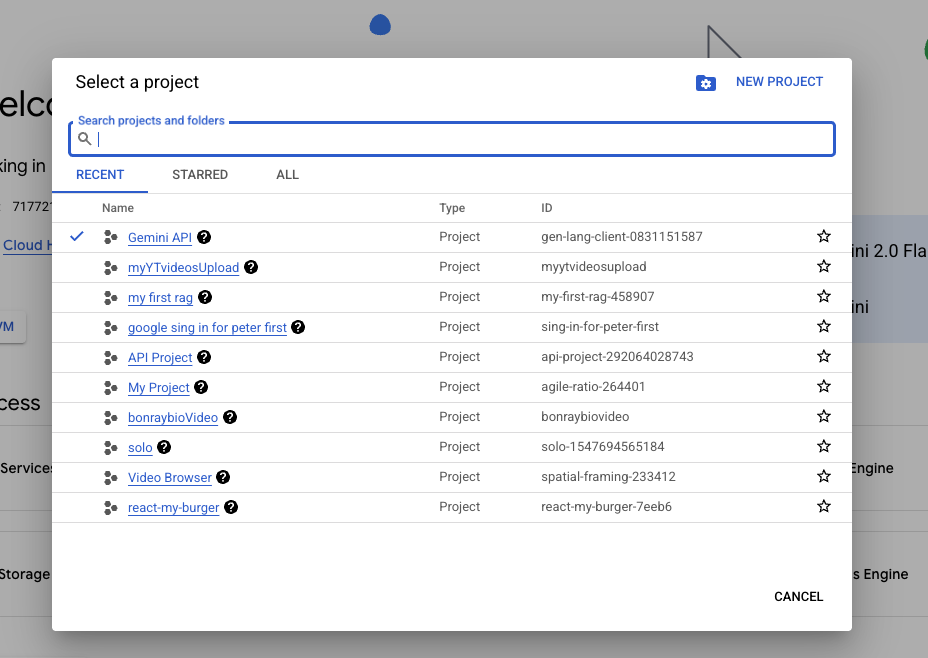 Select a project
NEW PROJECT
Search projects and folders
RECENT STARRED ALL
Name Type ID
Gemini API Project gen-lang-client-0831151587
myYTvideosUpload Project myytvideosupload
my first rag Project my-first-rag-458907
google sing in for peter first Project sing-in-for-peter-first
API Project Project api-project-292064028743
My Project Project agile-ratio-264401
bonraybioVideo Project bonraybiovideo
solo Project solo-1547694565184
Video Browser Project spatial-framing-233412
react-my-burger Project react-my-burger-7eeb6
CANCEL
elco
king in
71772
Cloud H
VM
cess
Services
Storage
ini 2.0 Fla
ini
Engine
s Engine